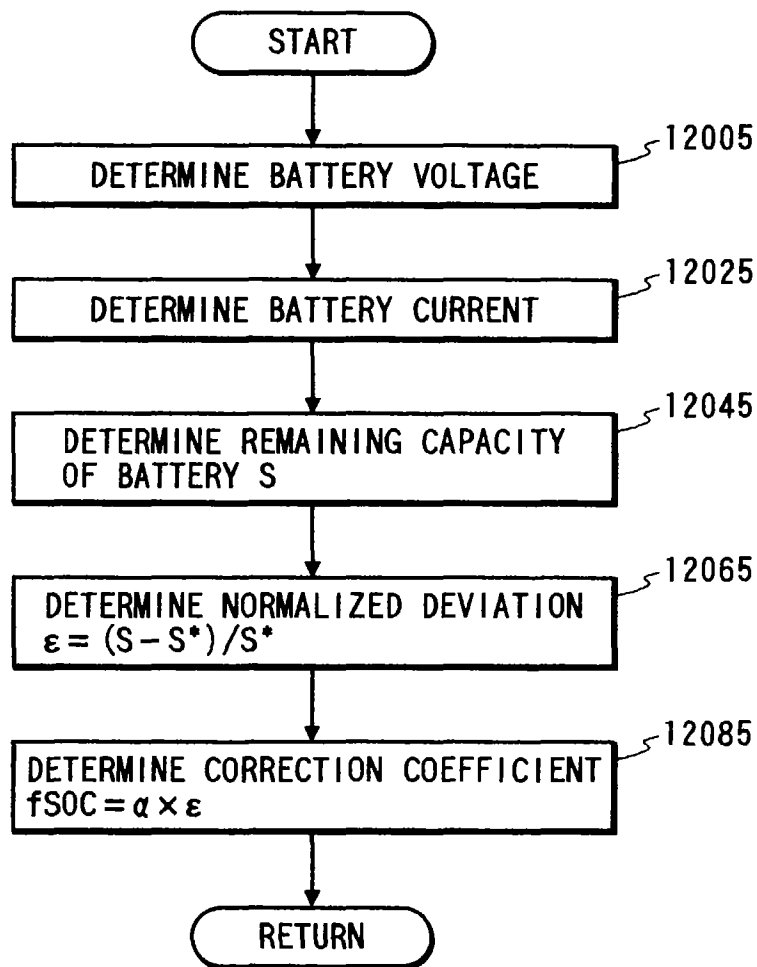 START
12005
DETERMINE BATTERY VOLTAGE
12025
DETERMINE BATTERY CURRENT
12045
DETERMINE REMAINING CAPACITY
OF BATTERY S
12065
DETERMINE NORMALIZED DEVIATION
ε = (S-S*)/S*
12085
DETERMINE CORRECTION COEFFICIENT
fSOC = α × ε
RETURN